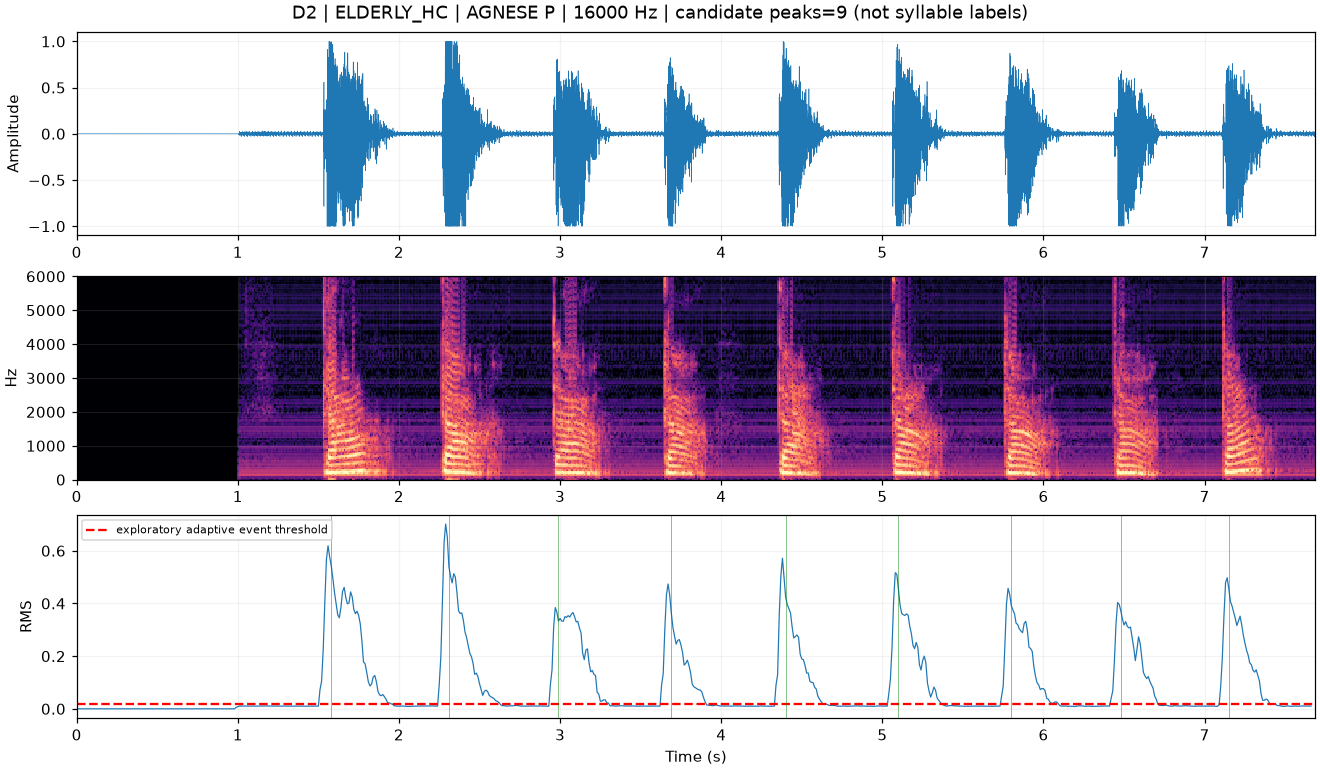 D2 | ELDERLY_HC | AGNESE P | 16000 Hz | candidate peaks=9 (not syllable labels)
Amplitude
1.0
0.5
0.0
−0.5
−1.0
0 1 2 3 4 5 6 7
Hz
6000
5000
4000
3000
2000
1000
0
0 1 2 3 4 5 6 7
exploratory adaptive event threshold
RMS
0.6
0.4
0.2
0.0
0 1 2 3 4 5 6 7
Time (s)